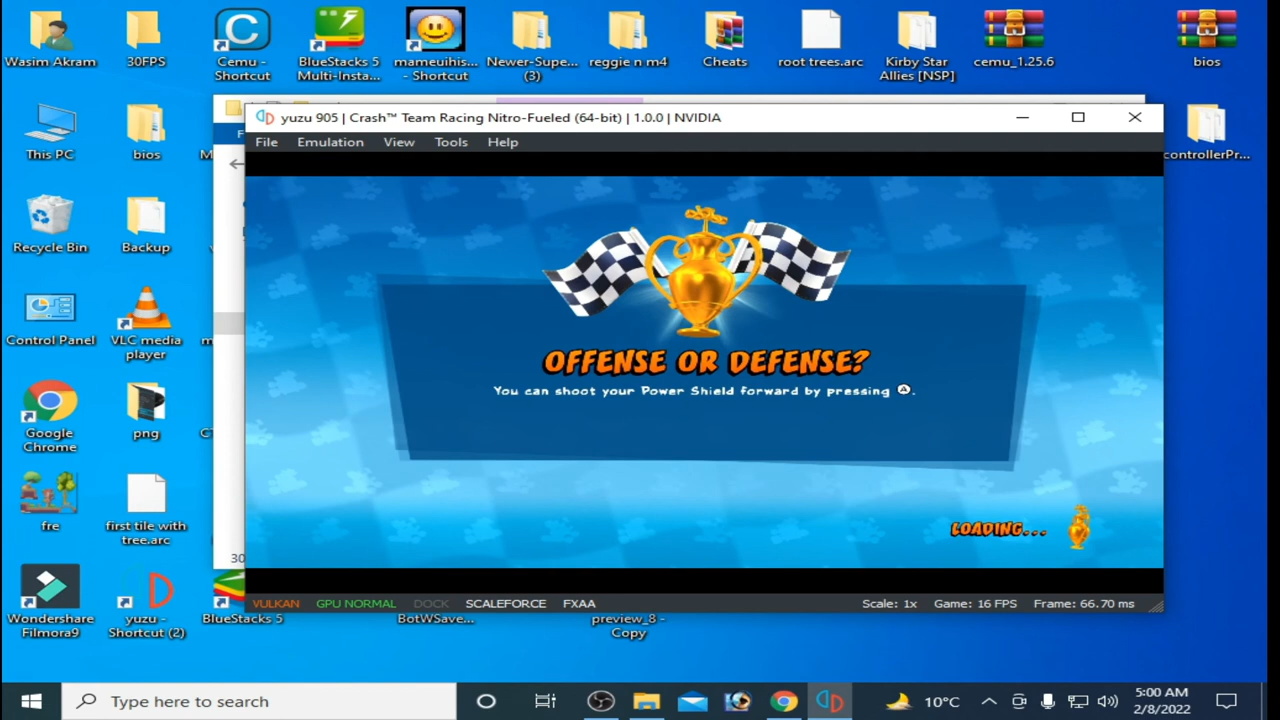 Wasim Akram
30FPS
Cemu -
Shortcut
BlueStacks 5
Multi-Insta...
mameuihis...
- Shortcut
Newer-Supe...
(3)
reggie n m4
Cheats
root trees.arc
Kirby Star
Allies [NSP]
cemu_1.25.6
bios
This PC
bios
M
controllerPr...
yuzu 905 | Crash™ Team Racing Nitro-Fueled (64-bit) | 1.0.0 | NVIDIA
File Emulation View Tools Help
F
Recycle Bin
Backup
Control Panel
VLC media
player
m
OFFENSE OR DEFENSE?
You can shoot your Power Shield forward by pressing A.
Google
Chrome
png
CT
LOADING...
fre
first tile with
tree.arc
30
VULKAN GPU NORMAL DOCK SCALEFORCE FXAA Scale: 1x Game: 16 FPS Frame: 66.70 ms
Wondershare
Filmora9
yuzu -
Shortcut (2)
BlueStacks 5
BotWSave...
preview_8 -
Copy
Type here to search
10°C
5:00 AM
2/8/2022